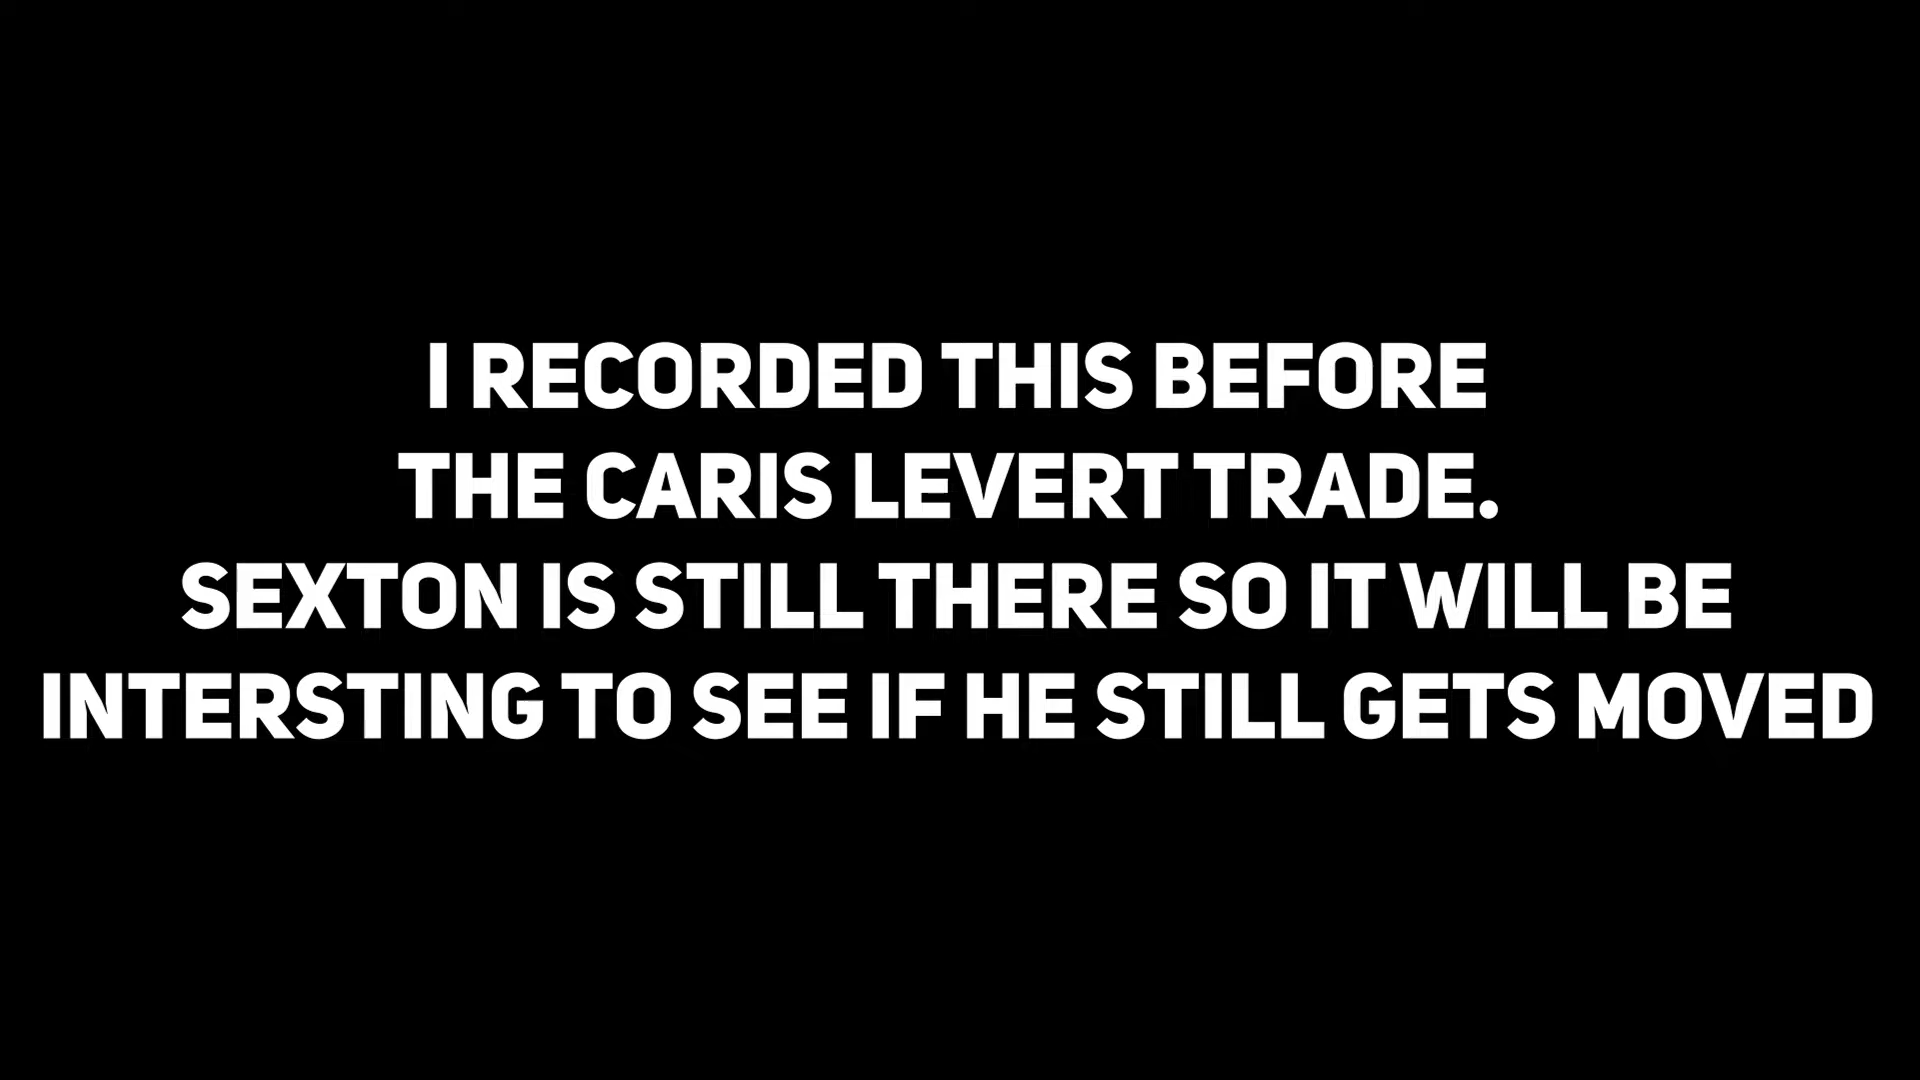 I RECORDED THIS BEFORE
THE CARIS LEVERT TRADE.
SEXTON IS STILL THERE SO IT WILL BE
INTERSTING TO SEE IF HE STILL GETS MOVED